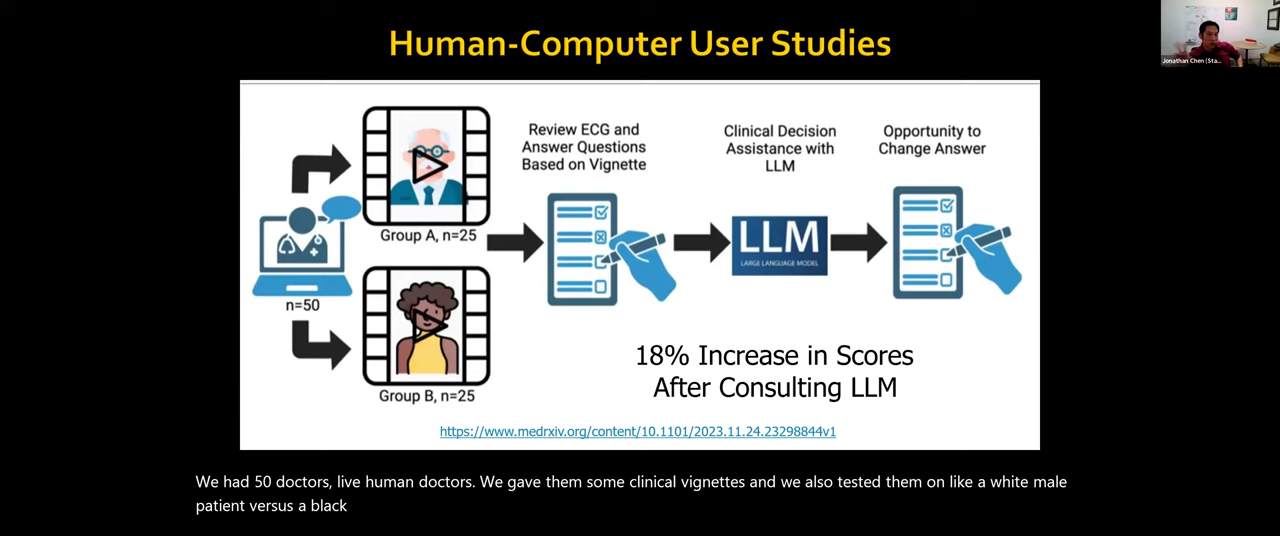 Human-Computer User Studies
Jonathan Chen (Sta...
Group A, n=25
n=50
Group B, n=25
Review ECG and
Answer Questions
Based on Vignette
Clinical Decision
Assistance with
LLM
LLM
LARGE LANGUAGE MODEL
Opportunity to
Change Answer
18% Increase in Scores
After Consulting LLM
https://www.medrxiv.org/content/10.1101/2023.11.24.23298844v1
We had 50 doctors, live human doctors. We gave them some clinical vignettes and we also tested them on like a white male
patient versus a black